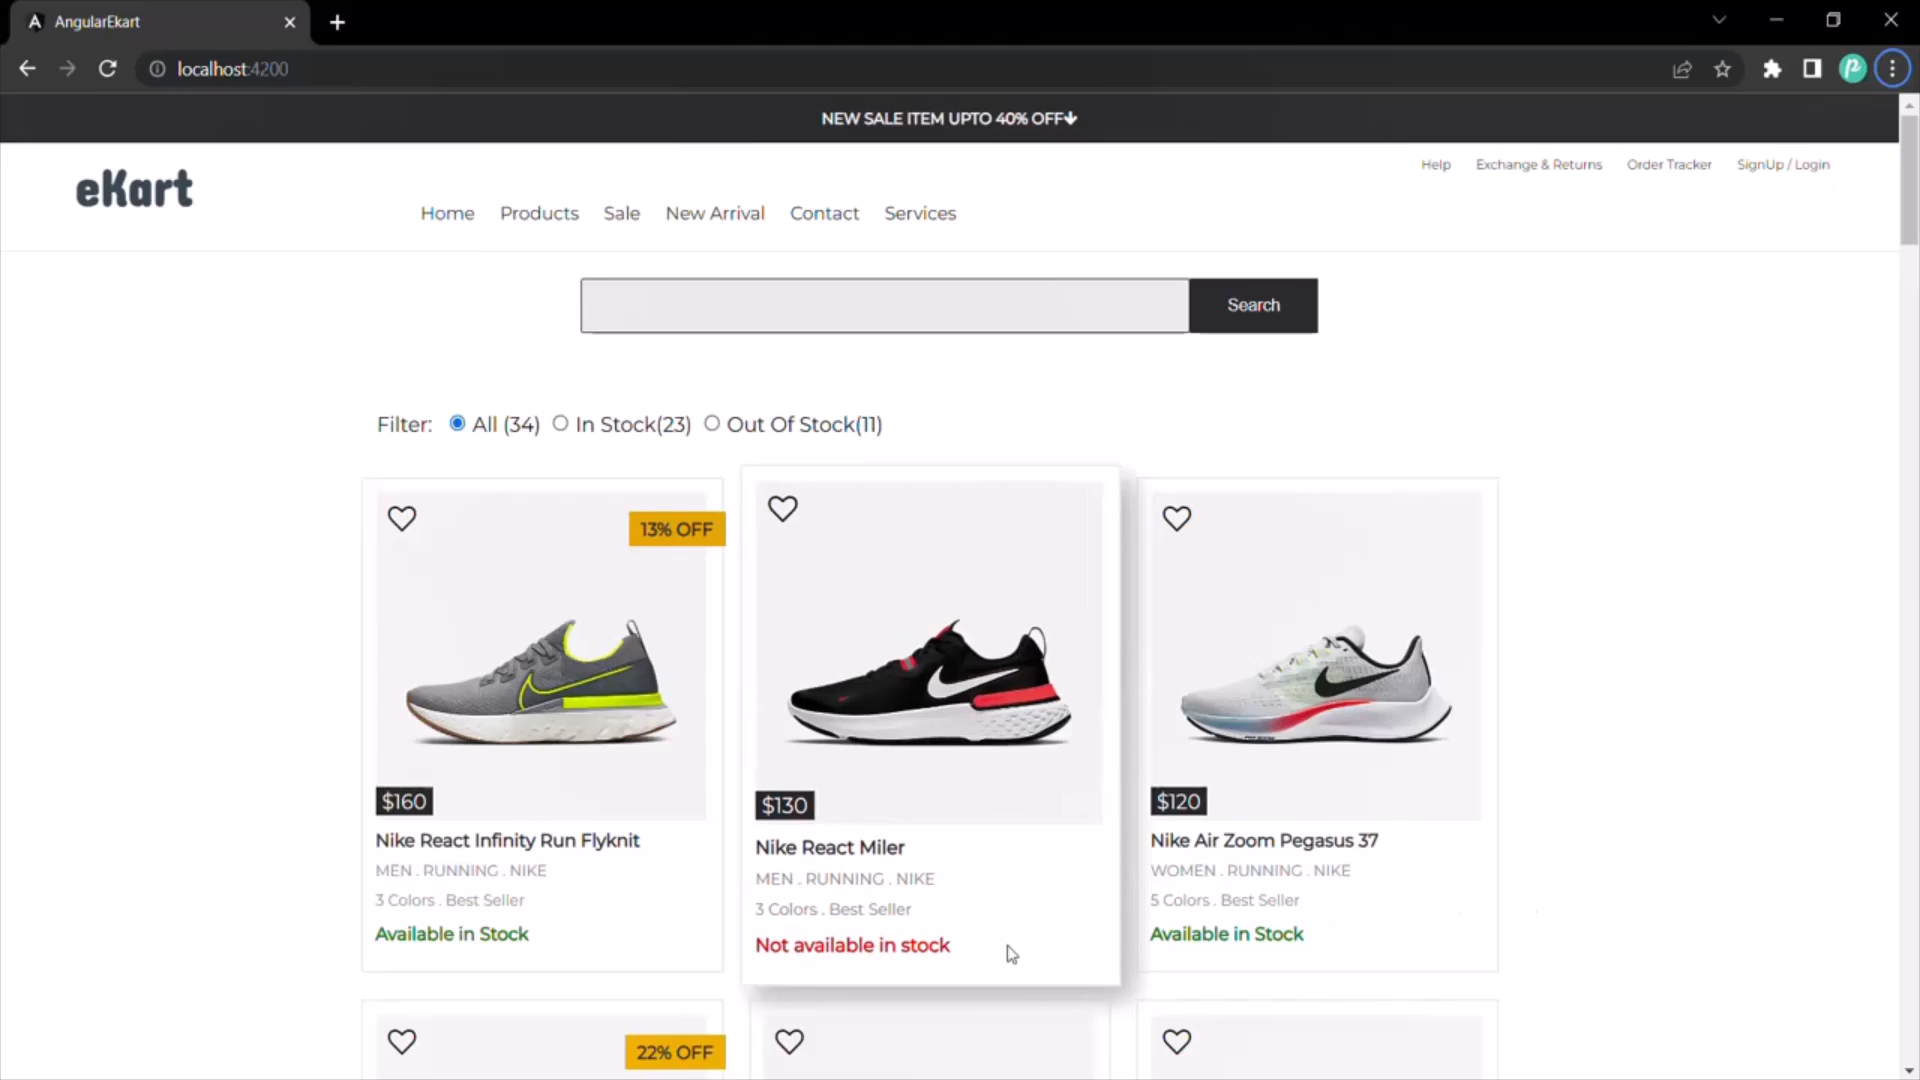 AngularEkart
localhost:4200
NEW SALE ITEM UPTO 40% OFF
Help Exchange & Returns Order Tracker SignUp / Login
eKart
Home Products Sale New Arrival Contact Services
Search
Filter: All (34) In Stock(23) Out Of Stock(11)
13% OFF
$160
Nike React Infinity Run Flyknit
MEN . RUNNING . NIKE
3 Colors . Best Seller
Available in Stock
$130
Nike React Miler
MEN . RUNNING . NIKE
3 Colors . Best Seller
Not available in stock
$120
Nike Air Zoom Pegasus 37
WOMEN . RUNNING . NIKE
5 Colors . Best Seller
Available in Stock
22% OFF